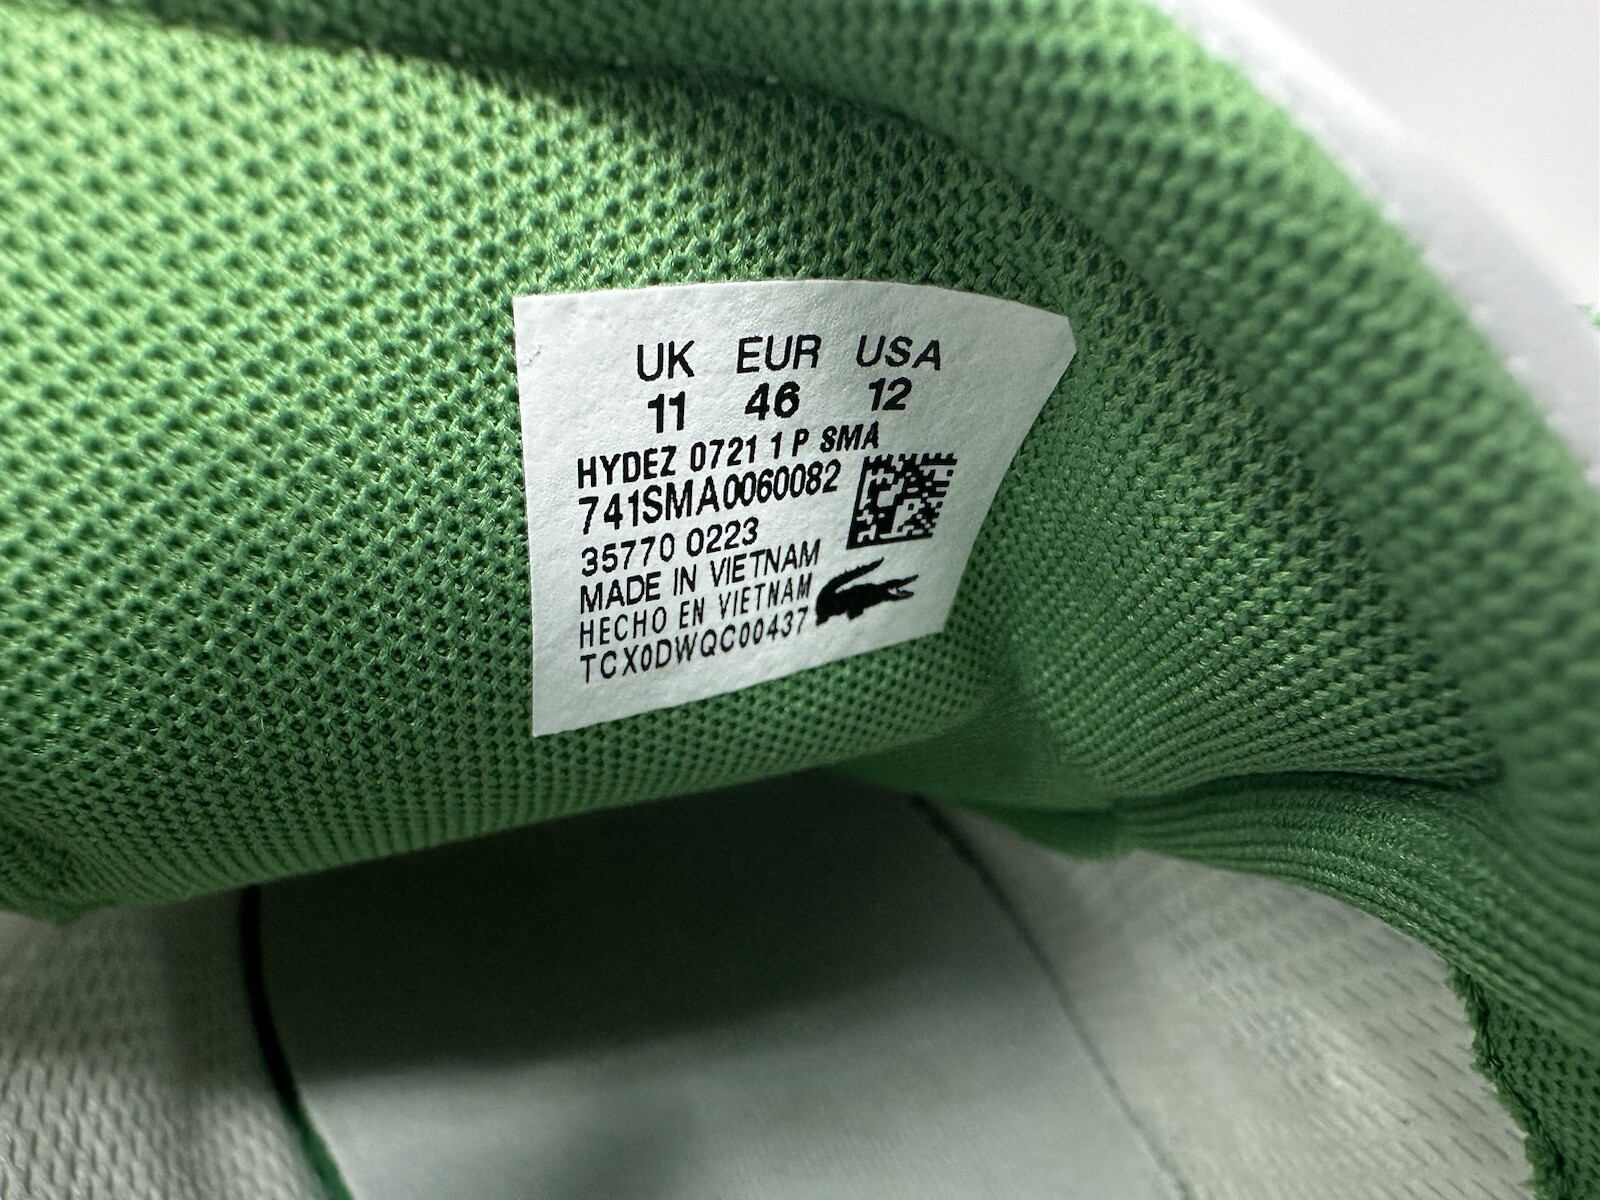 UK EUR USA
11 46 12
HYDEZ 0721 1 P SMA
741SMA0060082
35770 0223
MADE IN VIETNAM
HECHO EN VIETNAM
TCX0DWQC00437